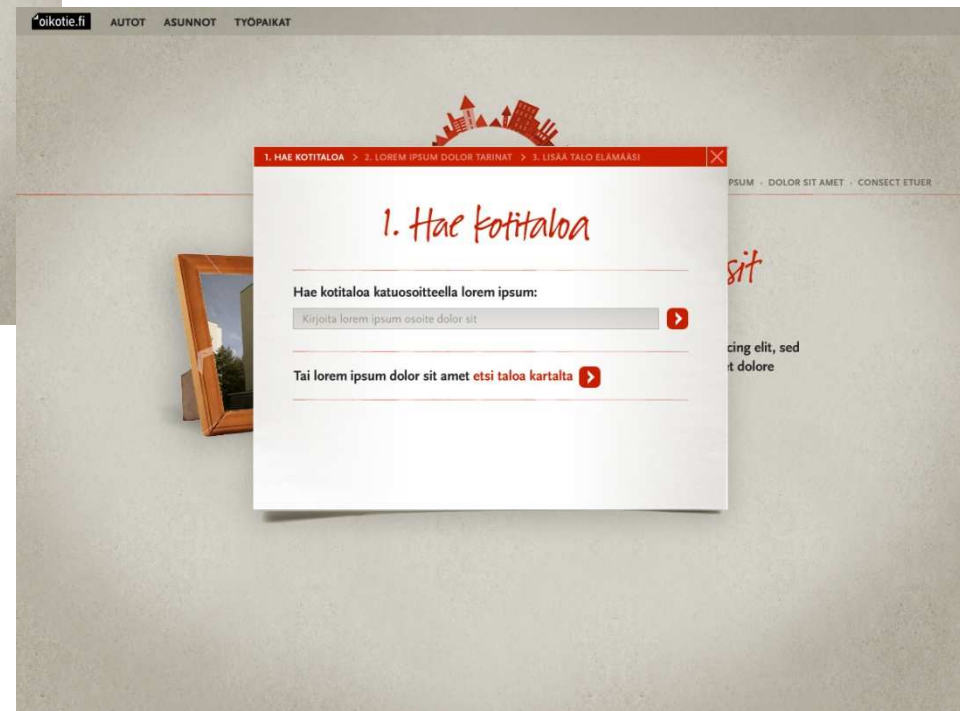 oikotie.fi AUTOT ASUNNOT TYÖPAIKAT
1. HAE KOTITALOA > 2. LOREM IPSUM DOLOR TARINAT > 3. LISÄÄ TALO ELÄMÄÄSI
PSUM · DOLOR SIT AMET · CONSECT ETUER
1. Hae kotitaloa
sit
Hae kotitaloa katuosoitteella lorem ipsum:
Kirjoita lorem ipsum osoite dolor sit
cing elit, sed
t dolore
Tai lorem ipsum dolor sit amet etsi taloa kartalta